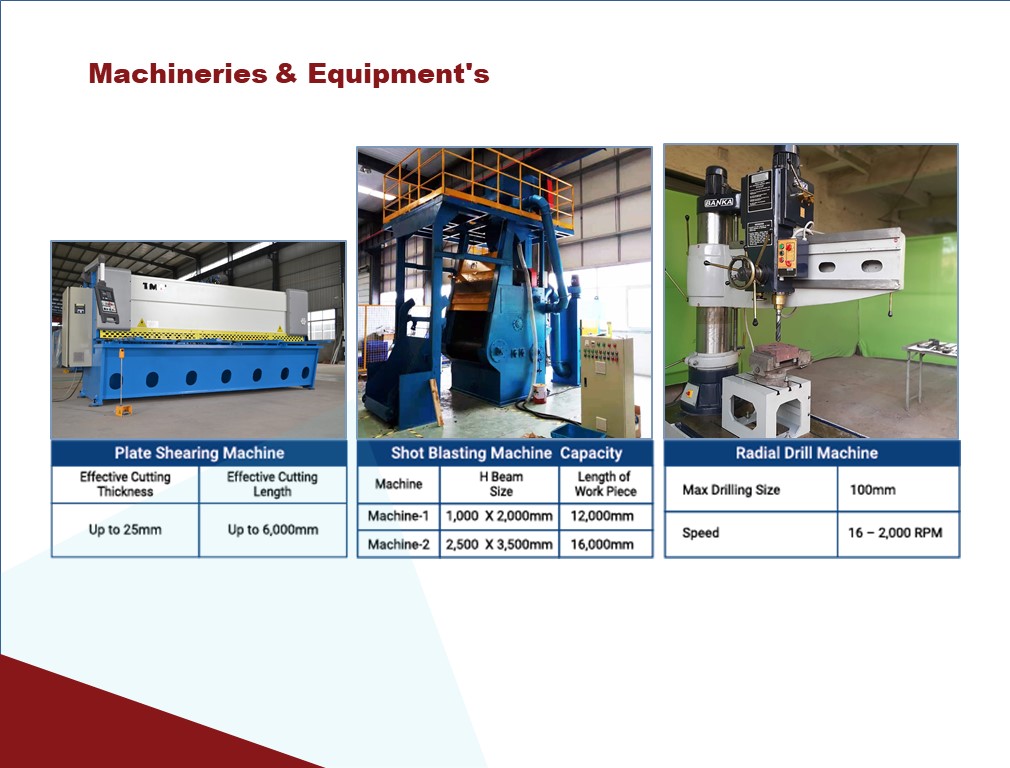 Machineries & Equipment's
BANKA
BANKA
Plate Shearing Machine
Effective Cutting Thickness
Effective Cutting Length
Up to 25mm
Up to 6,000mm
Shot Blasting Machine Capacity
Machine
H Beam Size
Length of Work Piece
Machine-1
1,000 X 2,000mm
12,000mm
Machine-2
2,500 X 3,500mm
16,000mm
Radial Drill Machine
Max Drilling Size
100mm
Speed
16 – 2,000 RPM